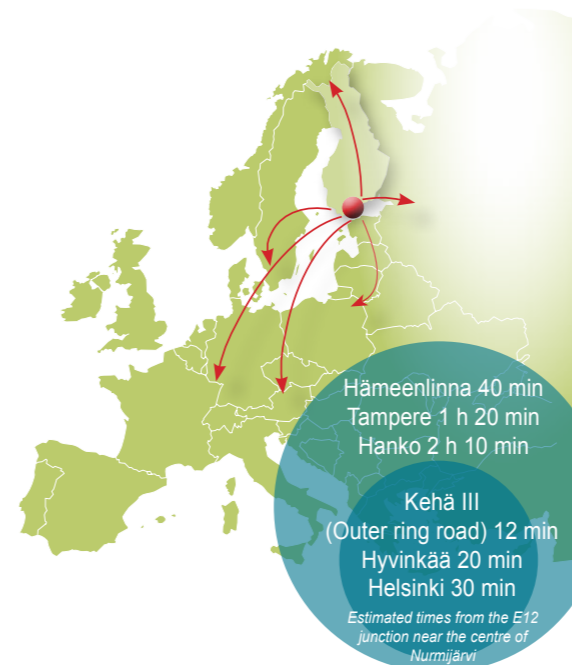 Hämeenlinna 40 min
Tampere 1 h 20 min
Hanko 2 h 10 min
Kehä III
(Outer ring road) 12 min
Hyvinkää 20 min
Helsinki 30 min
Estimated times from the E12
junction near the centre of
Nurmijärvi